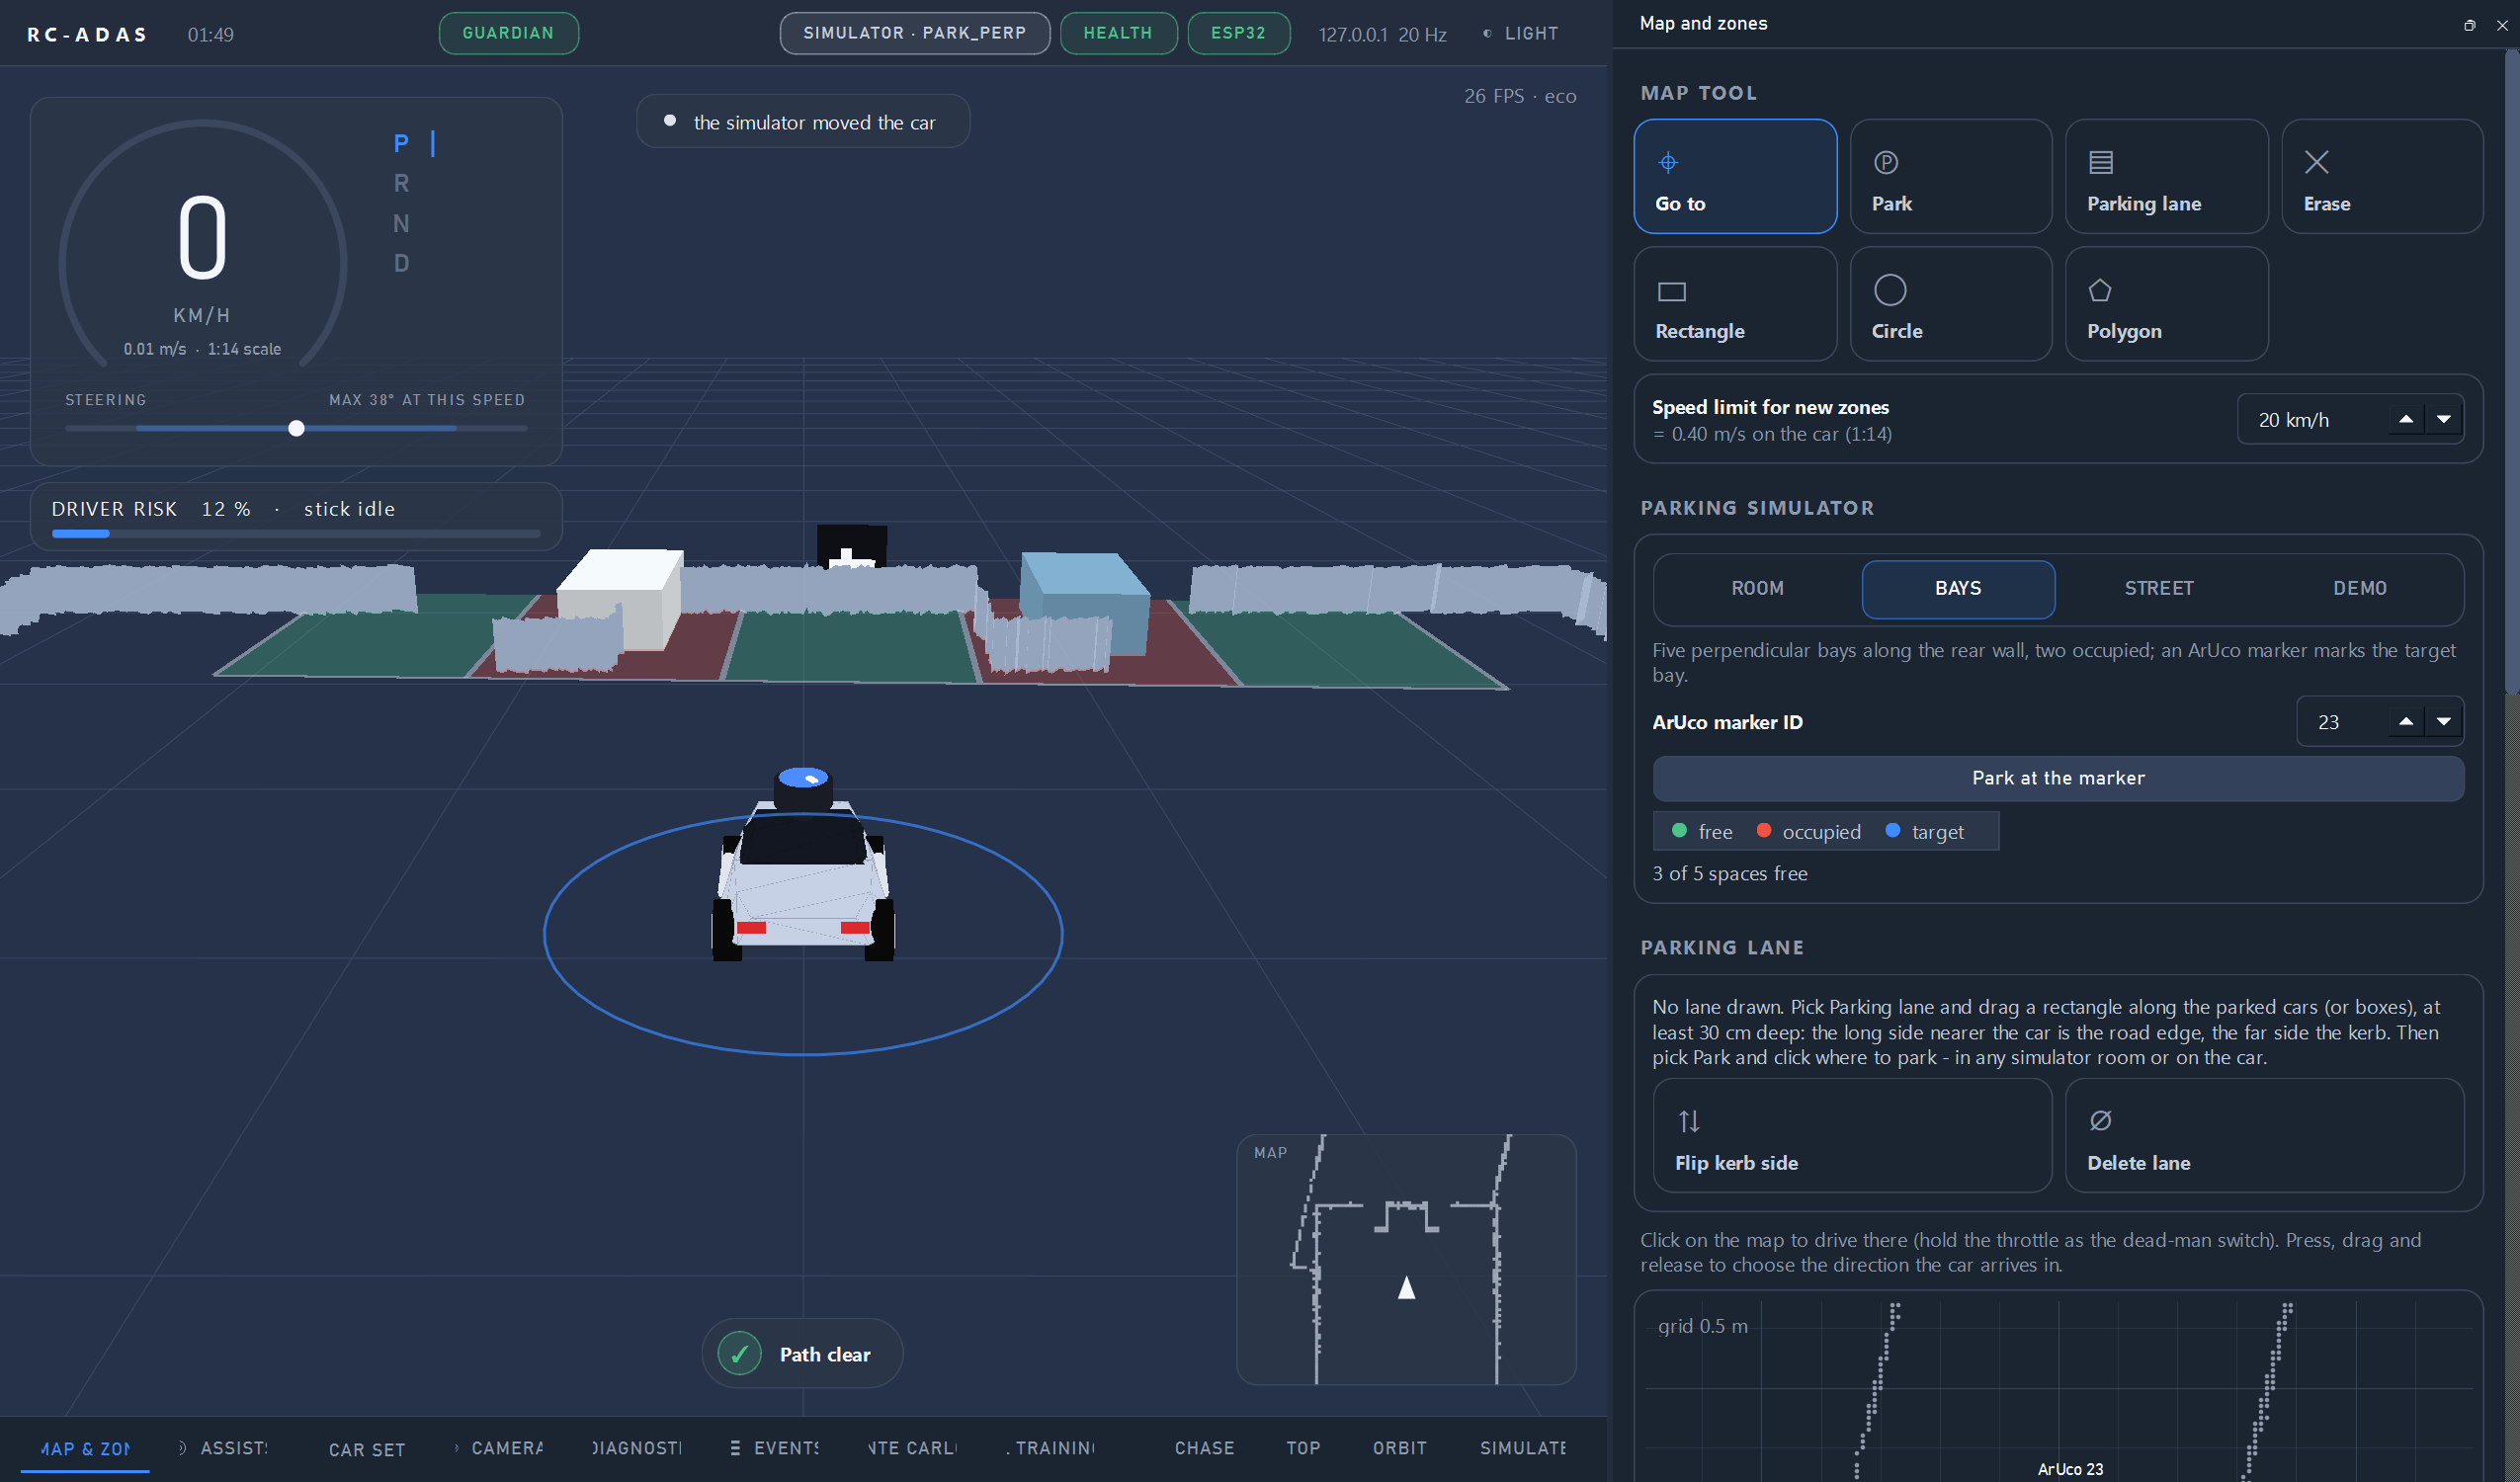 RC-ADAS 01:49 GUARDIAN SIMULATOR · PARK_PERP HEALTH ESP32 127.0.0.1 20 Hz LIGHT
26 FPS · eco
the simulator moved the car
P
R
N
D
0
KM/H
0.01 m/s · 1:14 scale
STEERING MAX 38° AT THIS SPEED
DRIVER RISK 12 % · stick idle
MAP
✓ Path clear
MAP & ZON ASSIST CAR SET CAMERA DIAGNOSTI EVENTS NTE CARL TRAINING CHASE TOP ORBIT SIMULATE
Map and zones
MAP TOOL
Go to
P
Park
Parking lane
Erase
Rectangle
Circle
Polygon
Speed limit for new zones
= 0.40 m/s on the car (1:14)
20 km/h
PARKING SIMULATOR
ROOM BAYS STREET DEMO
Five perpendicular bays along the rear wall, two occupied; an ArUco marker marks the target
bay.
ArUco marker ID 23
Park at the marker
free occupied target
3 of 5 spaces free
PARKING LANE
No lane drawn. Pick Parking lane and drag a rectangle along the parked cars (or boxes), at
least 30 cm deep: the long side nearer the car is the road edge, the far side the kerb. Then
pick Park and click where to park - in any simulator room or on the car.
Flip kerb side
Delete lane
Click on the map to drive there (hold the throttle as the dead-man switch). Press, drag and
release to choose the direction the car arrives in.
grid 0.5 m
ArUco 23